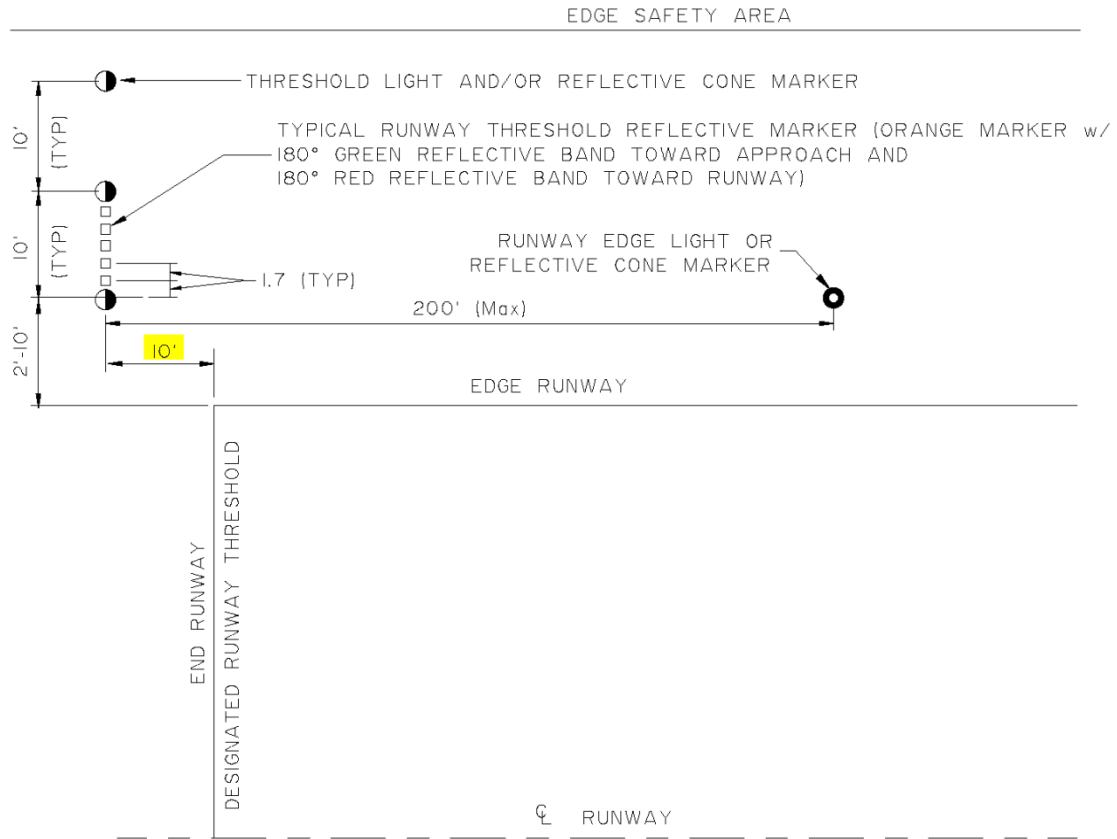 EDGE SAFETY AREA
THRESHOLD LIGHT AND/OR REFLECTIVE CONE MARKER
10'
(TYP)
TYPICAL RUNWAY THRESHOLD REFLECTIVE MARKER (ORANGE MARKER w/
180° GREEN REFLECTIVE BAND TOWARD APPROACH AND
180° RED REFLECTIVE BAND TOWARD RUNWAY)
10'
(TYP)
RUNWAY EDGE LIGHT OR
REFLECTIVE CONE MARKER
1.7 (TYP)
200' (Max)
2'-10'
10'
EDGE RUNWAY
END RUNWAY
DESIGNATED RUNWAY THRESHOLD
℄ RUNWAY